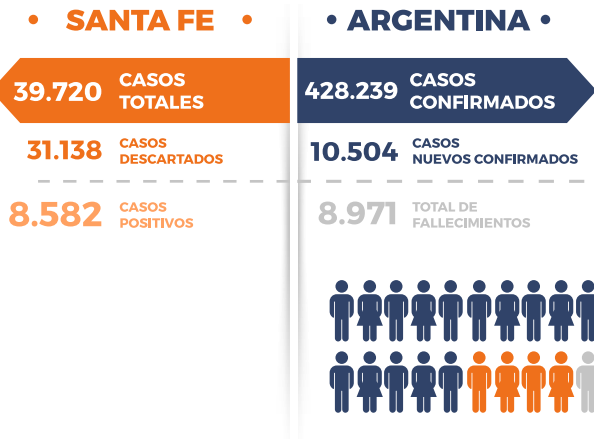 • SANTA FE •
39.720 CASOS
TOTALES
31.138 CASOS
DESCARTADOS
8.582 CASOS
POSITIVOS
• ARGENTINA •
428.239 CASOS
CONFIRMADOS
10.504 CASOS
NUEVOS CONFIRMADOS
8.971 TOTAL DE
FALLECIMIENTOS